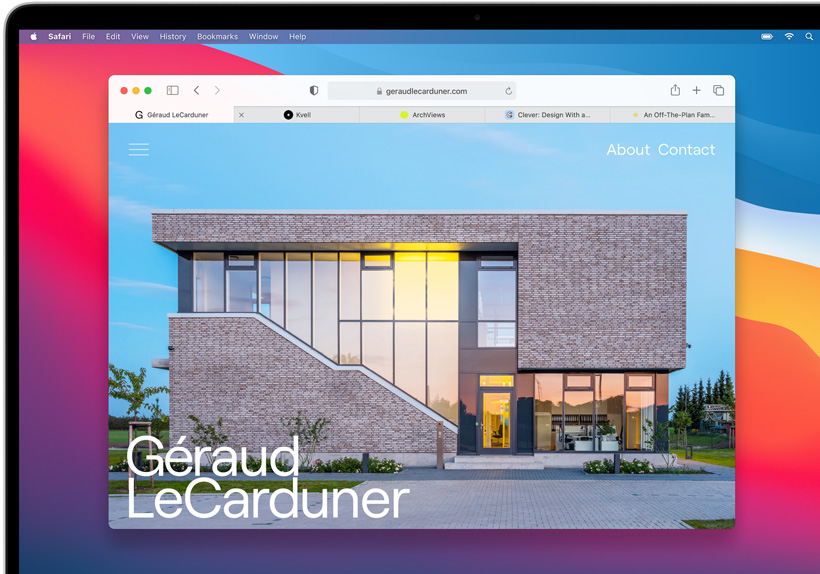 Safari File Edit View History Bookmarks Window Help
geraudlecarduner.com
G Géraud LeCarduner Kvell ArchViews Clever: Design With a... An Off-The-Plan Fam...
About Contact
Géraud
LeCarduner